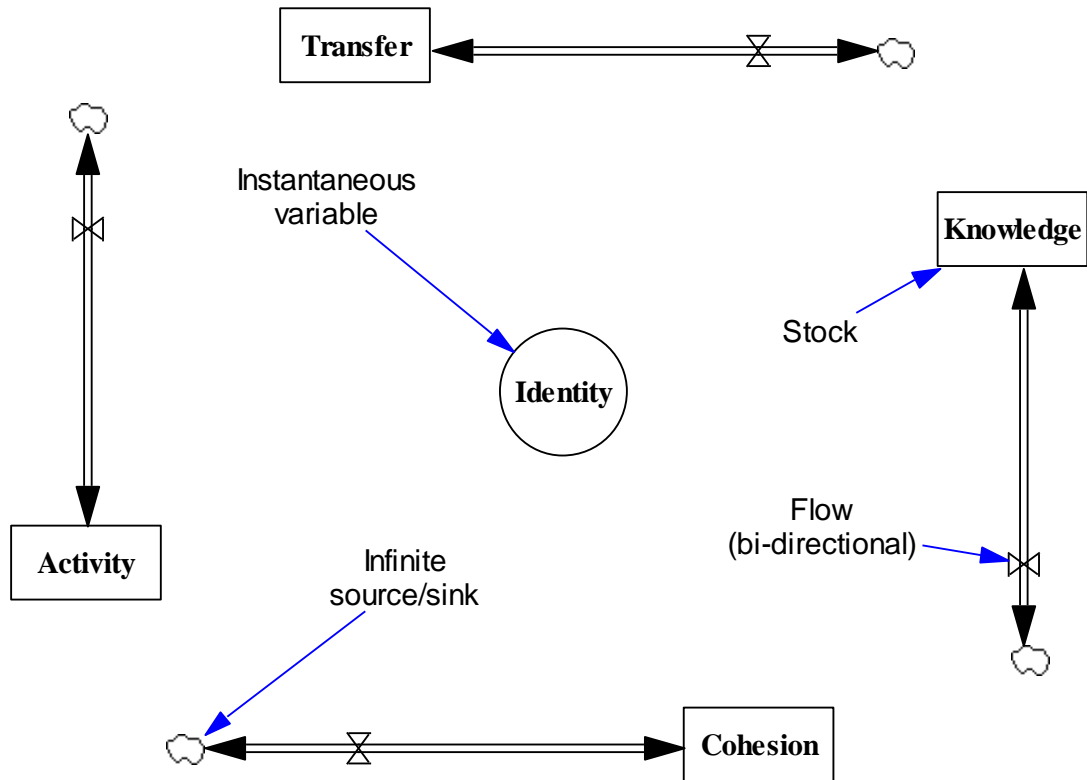 Transfer
Instantaneous
variable
Knowledge
Stock
Identity
Flow
(bi-directional)
Activity
Infinite
source/sink
Cohesion